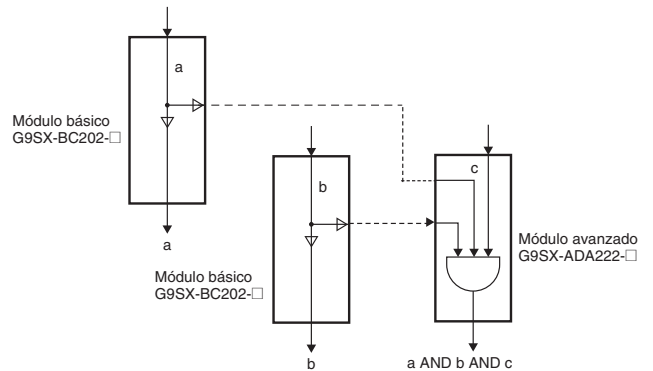 a
Módulo básico
G9SX-BC202-□
a
b
c
Módulo avanzado
G9SX-ADA222-□
Módulo básico
G9SX-BC202-□
b
a AND b AND c